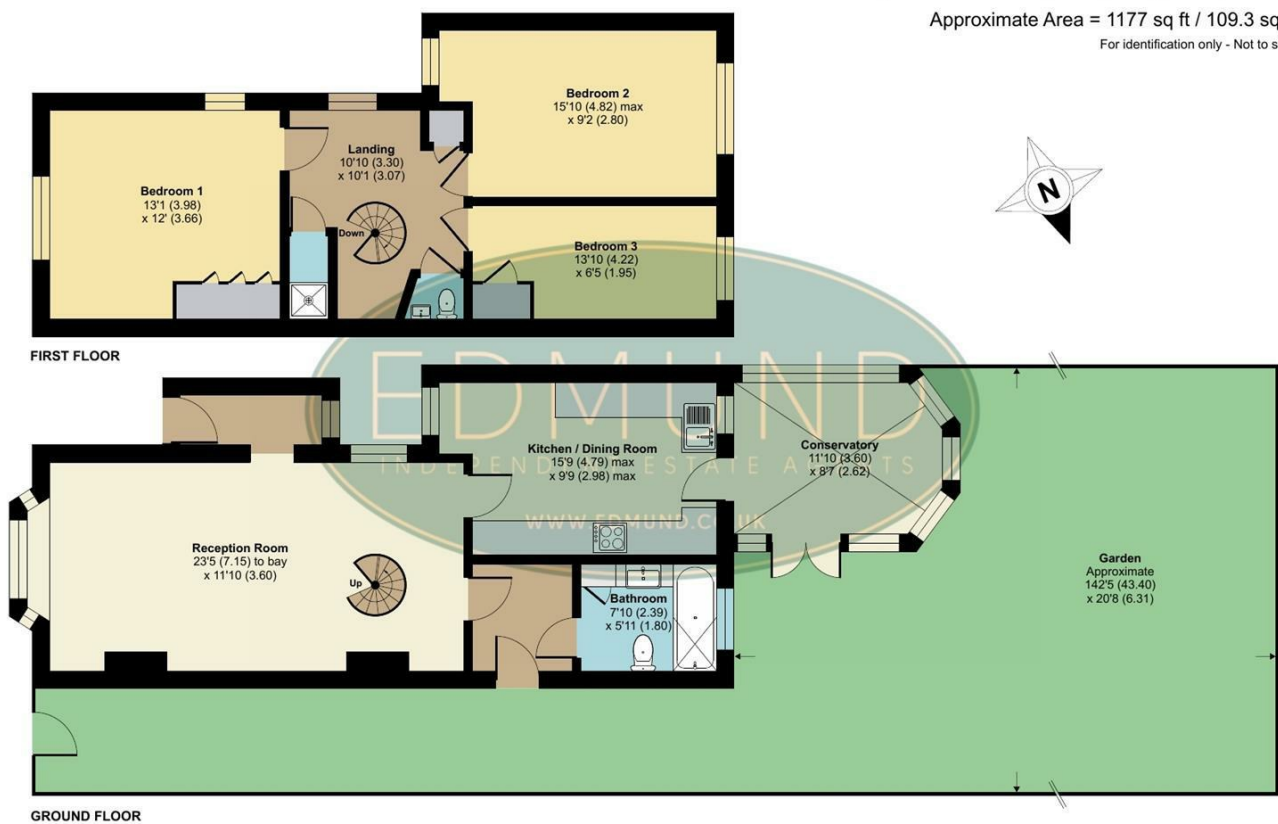 Approximate Area = 1177 sq ft / 109.3 sq
For identification only - Not to s
Bedroom 2
15'10 (4.82) max
x 9'2 (2.80)
Landing
10'10 (3.30)
x 10'1 (3.07)
Bedroom 1
13'1 (3.98)
x 12' (3.66)
Down
Bedroom 3
13'10 (4.22)
x 6'5 (1.95)
N
FIRST FLOOR
EDMUND
INDEPENDENT ESTATE AGENTS
WWW.EDMUND.CO.UK
Kitchen / Dining Room
15'9 (4.79) max
x 9'9 (2.98) max
Conservatory
11'10 (3.60)
x 8'7 (2.62)
Reception Room
23'5 (7.15) to bay
x 11'10 (3.60)
Up
Bathroom
7'10 (2.39)
x 5'11 (1.80)
Garden
Approximate
142'5 (43.40)
x 20'8 (6.31)
GROUND FLOOR